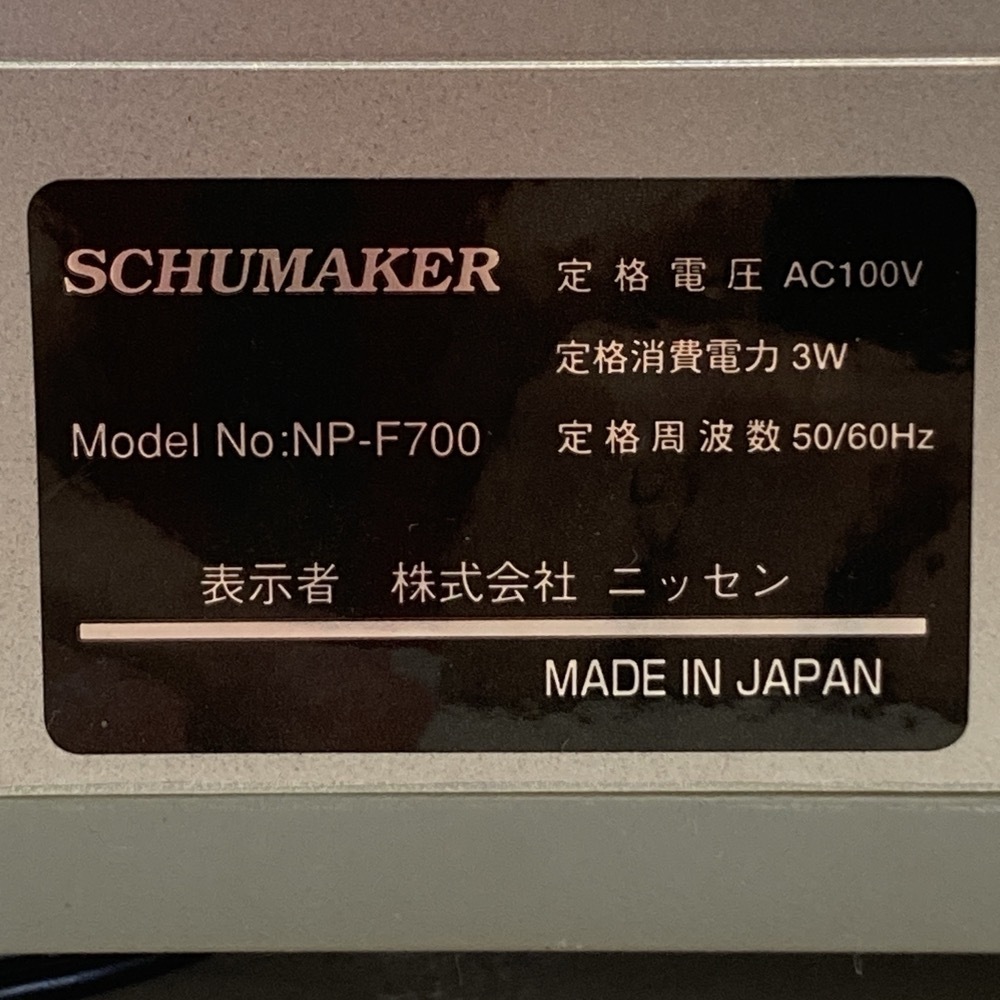 SCHUMAKER
定格電圧 AC100V
定格消費電力 3W
Model No:NP-F700
定格周波数 50/60Hz
表示者 株式会社 ニッセン
MADE IN JAPAN